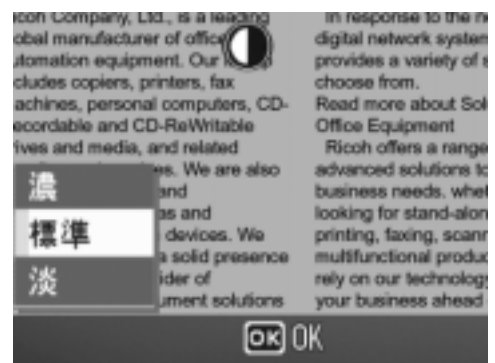 icoh Company, Ltd., is a leading
obal manufacturer of office
utomation equipment. Our
cludes copiers, printers, fax
achines, personal computers, CD-
ecordable and CD-ReWritable
ives and media, and related
es. We are also
and
as and
devices. We
a solid presence
ider of
ument solutions
In response to the ne
digital network system
provides a variety of s
choose from.
Read more about Sol
Office Equipment
Ricoh offers a range
advanced solutions to
business needs. whet
looking for stand-alon
printing, faxing, scann
multifunctional produc
rely on our technology
your business ahead
濃
標準
淡
OK OK